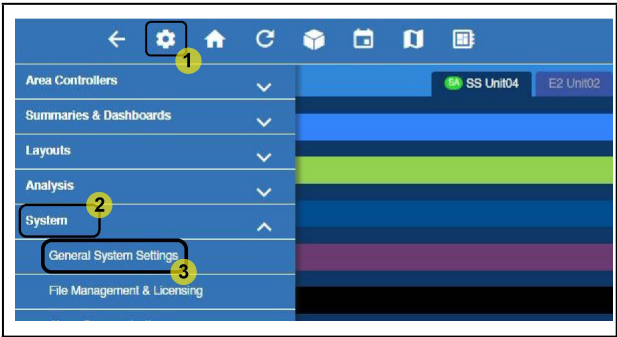 1
Area Controllers
SA SS Unit04 E2 Unit02
Summaries & Dashboards
Layouts
Analysis
2
System
General System Settings
3
File Management & Licensing